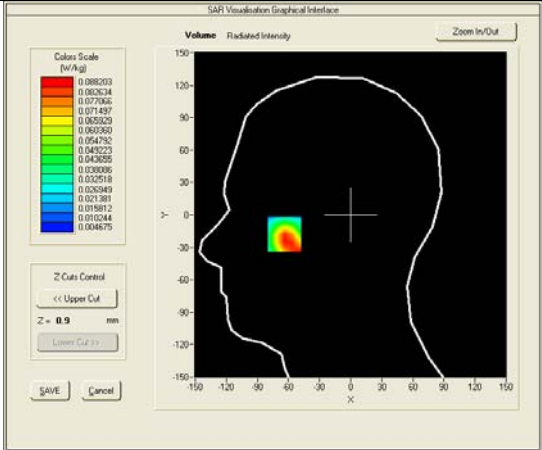 SAR Visualisation Graphical Interface
Volume Radiated Intensity
Zoom In/Out
Colors Scale
(W/kg)
0.088203
0.082634
0.077066
0.071497
0.065929
0.060360
0.054792
0.049223
0.043655
0.038086
0.032518
0.026949
0.021381
0.015812
0.010244
0.004675
Z Cuts Control
<< Upper Cut
Z = 0.9 mm
Lower Cut >>
SAVE Cancel
150
120
90
60
30
0
-30
-60
-90
-120
-150
Y
-150 -120 -90 -60 -30 0 30 60 90 120 150
X